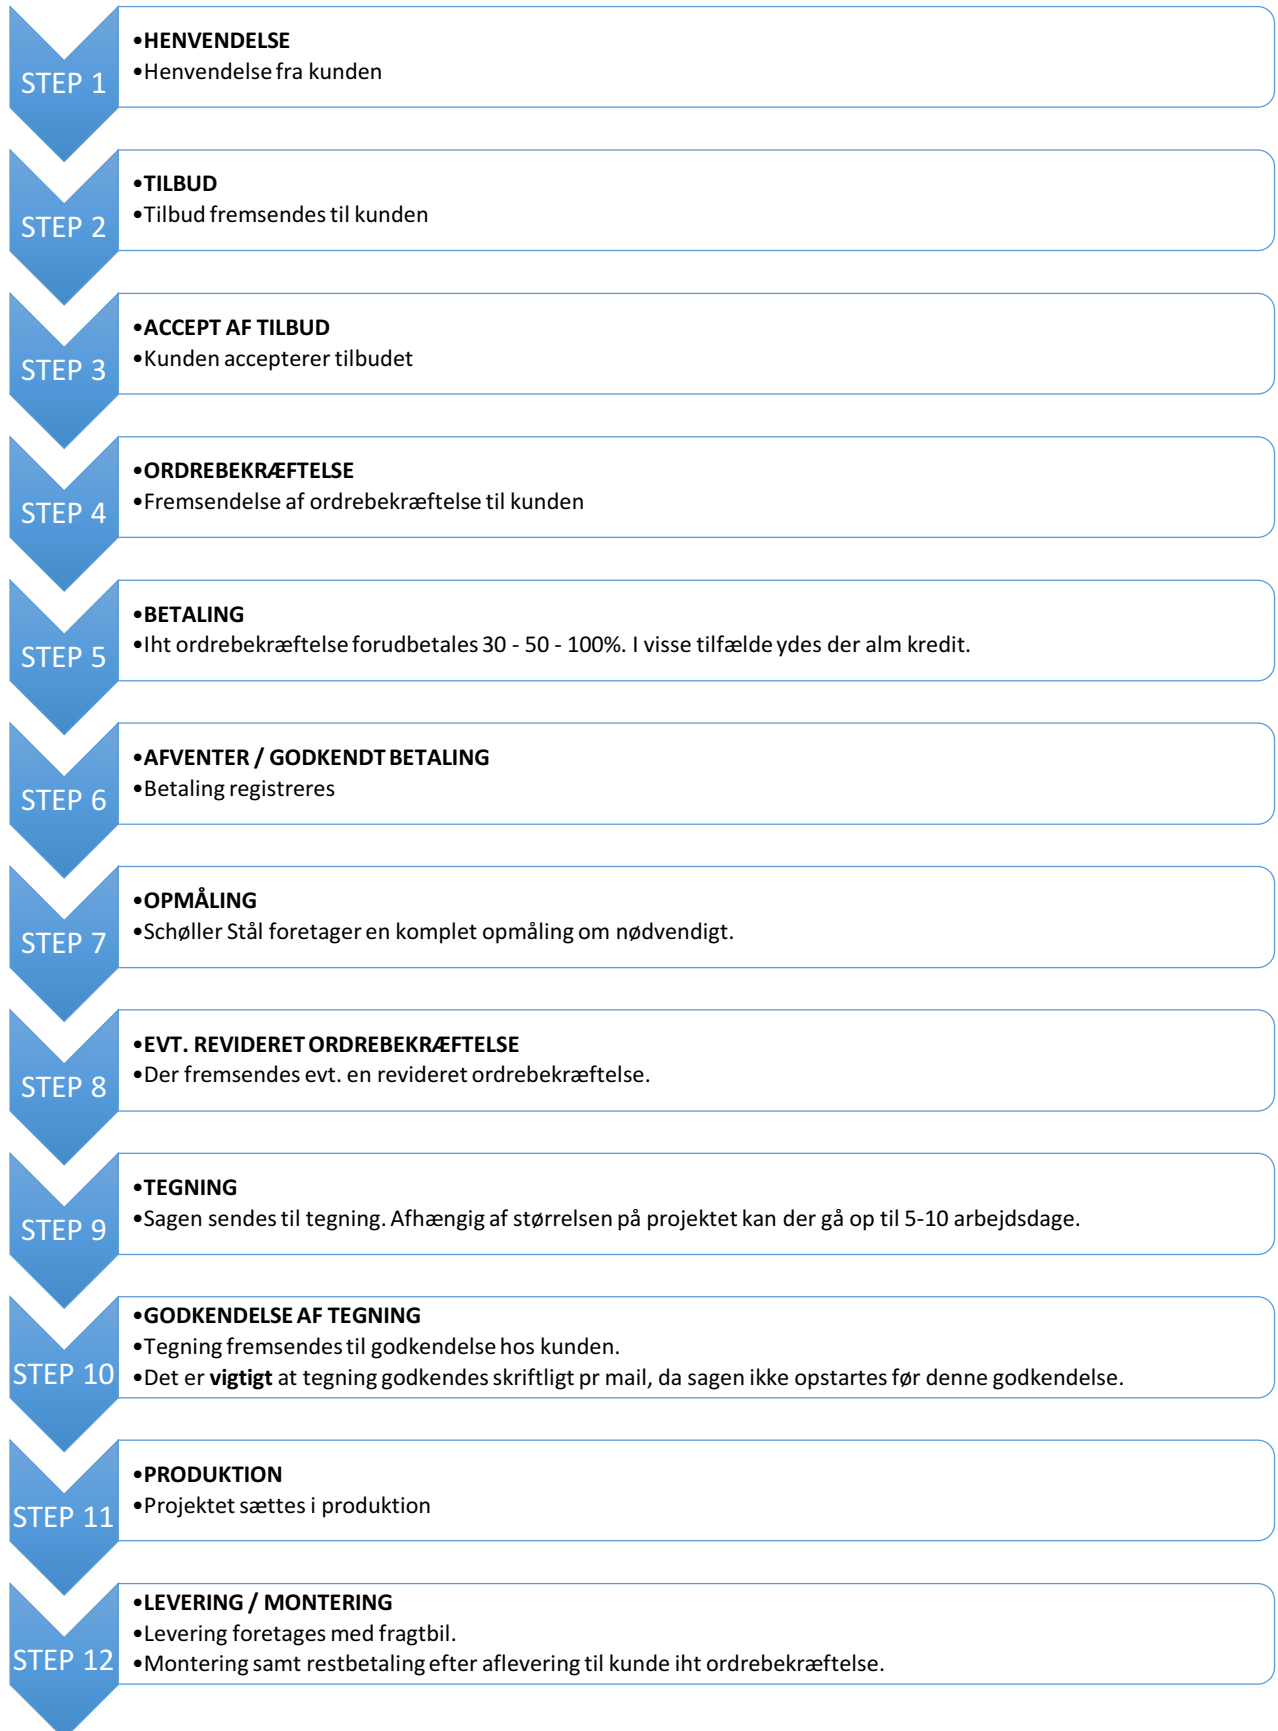 STEP 1
•HENVENDELSE
•Henvendelse fra kunden
STEP 2
•TILBUD
•Tilbud fremsendes til kunden
STEP 3
•ACCEPT AF TILBUD
•Kunden accepterer tilbudet
STEP 4
•ORDREBEKRÆFTELSE
•Fremsendelse af ordrebekræftelse til kunden
STEP 5
•BETALING
•Iht ordrebekræftelse forudbetales 30 - 50 - 100%. I visse tilfælde ydes der alm kredit.
STEP 6
•AFVENTER / GODKENDT BETALING
•Betaling registreres
STEP 7
•OPMÅLING
•Schøller Stål foretager en komplet opmåling om nødvendigt.
STEP 8
•EVT. REVIDERET ORDREBEKRÆFTELSE
•Der fremsendes evt. en revideret ordrebekræftelse.
STEP 9
•TEGNING
•Sagen sendes til tegning. Afhængig af størrelsen på projektet kan der gå op til 5-10 arbejdsdage.
STEP 10
•GODKENDELSE AF TEGNING
•Tegning fremsendes til godkendelse hos kunden.
•Det er vigtigt at tegning godkendes skriftligt pr mail, da sagen ikke opstartes før denne godkendelse.
STEP 11
•PRODUKTION
•Projektet sættes i produktion
STEP 12
•LEVERING / MONTERING
•Levering foretages med fragtbil.
•Montering samt restbetaling efter aflevering til kunde iht ordrebekræftelse.